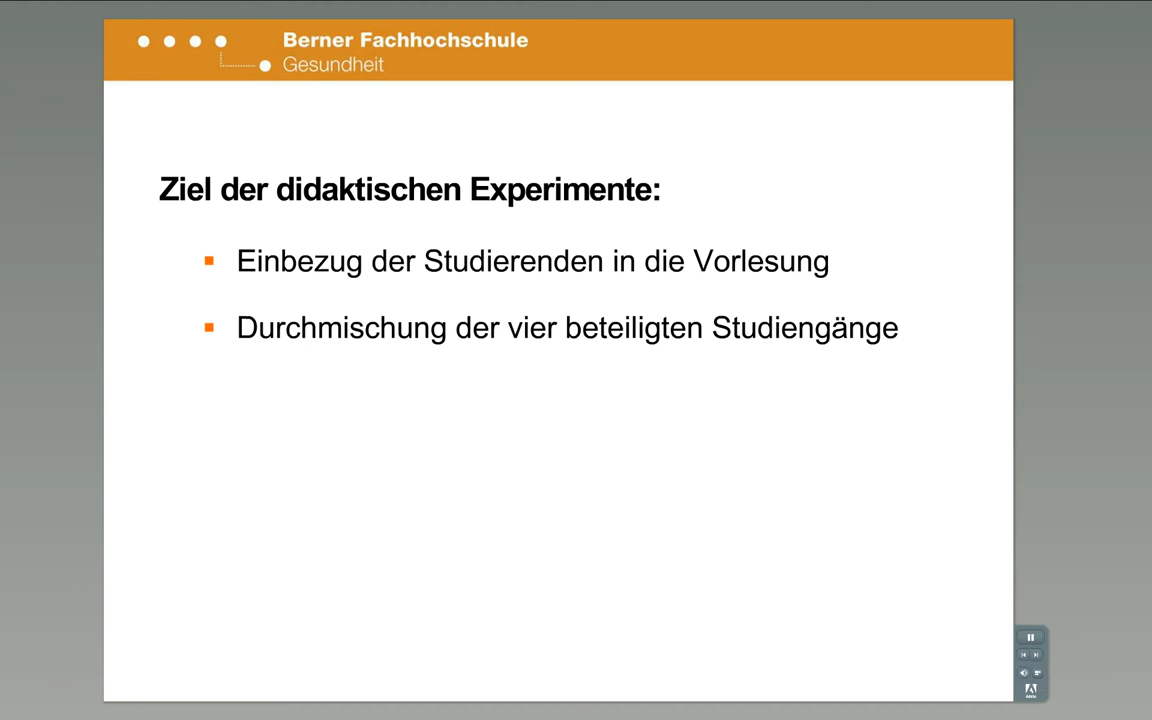 Berner Fachhochschule
Gesundheit
Ziel der didaktischen Experimente:
Einbezug der Studierenden in die Vorlesung
Durchmischung der vier beteiligten Studiengänge